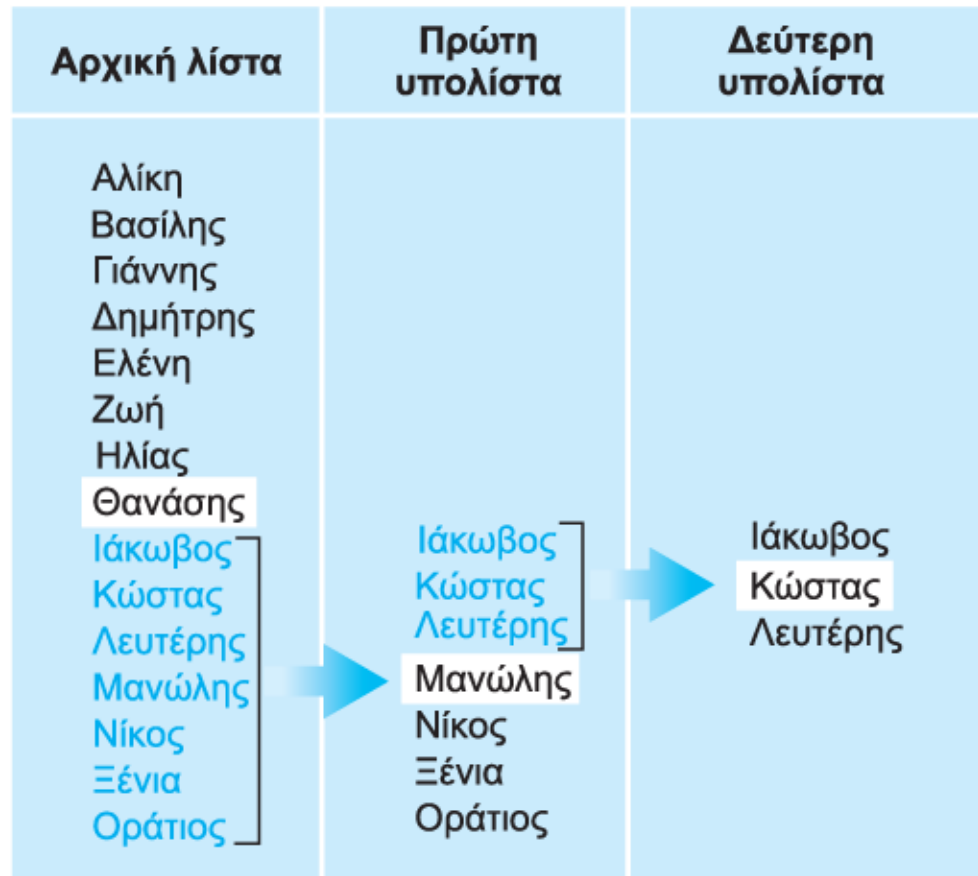 Αρχική λίστα
Πρώτη
υπολίστα
Δεύτερη
υπολίστα
Αλίκη
Βασίλης
Γιάννης
Δημήτρης
Ελένη
Ζωή
Ηλίας
Θανάσης
Ιάκωβος
Κώστας
Λευτέρης
Μανώλης
Νίκος
Ξένια
Οράτιος
Ιάκωβος
Κώστας
Λευτέρης
Μανώλης
Νίκος
Ξένια
Οράτιος
Ιάκωβος
Κώστας
Λευτέρης